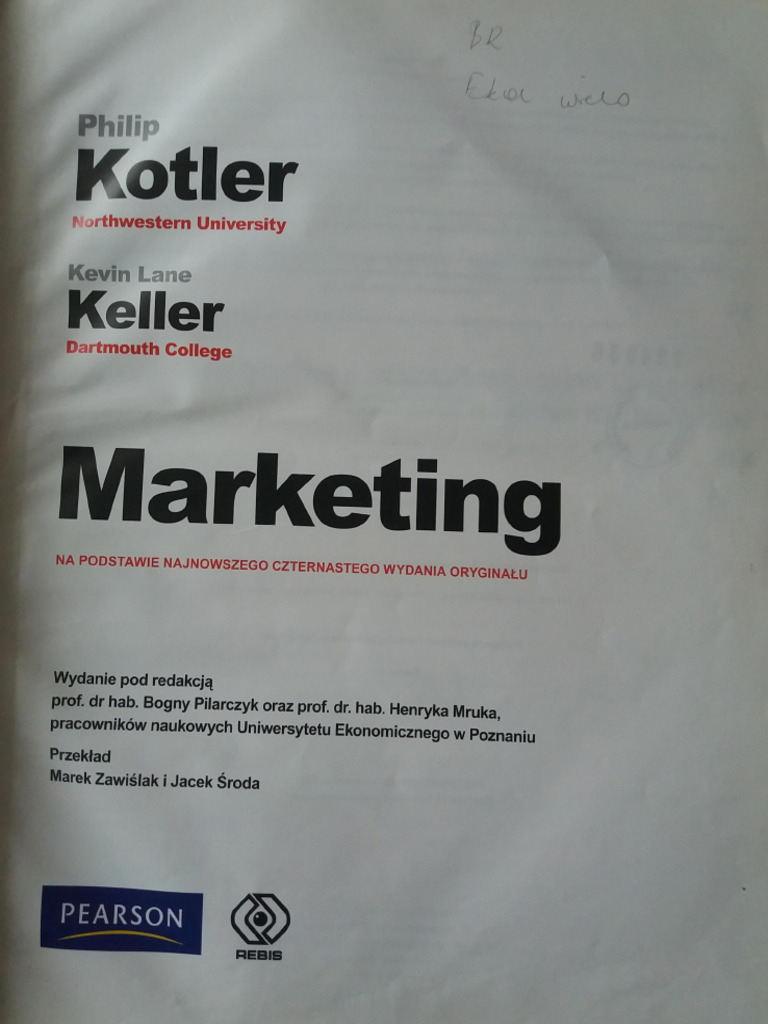 BR
Philip
Kotler
Northwestern University
Kevin Lane
Keller
Dartmouth College
Marketing
NA PODSTAWIE NAJNOWSZEGO CZTERNASTEGO WYDANIA ORYGINAŁU
Wydanie pod redakcją
prof. dr hab. Bogny Pilarczyk oraz prof. dr. hab. Henryka Mruka,
pracowników naukowych Uniwersytetu Ekonomicznego w Poznaniu
Przekład
Marek Zawiślak i Jacek Środa
PEARSON
REBIS